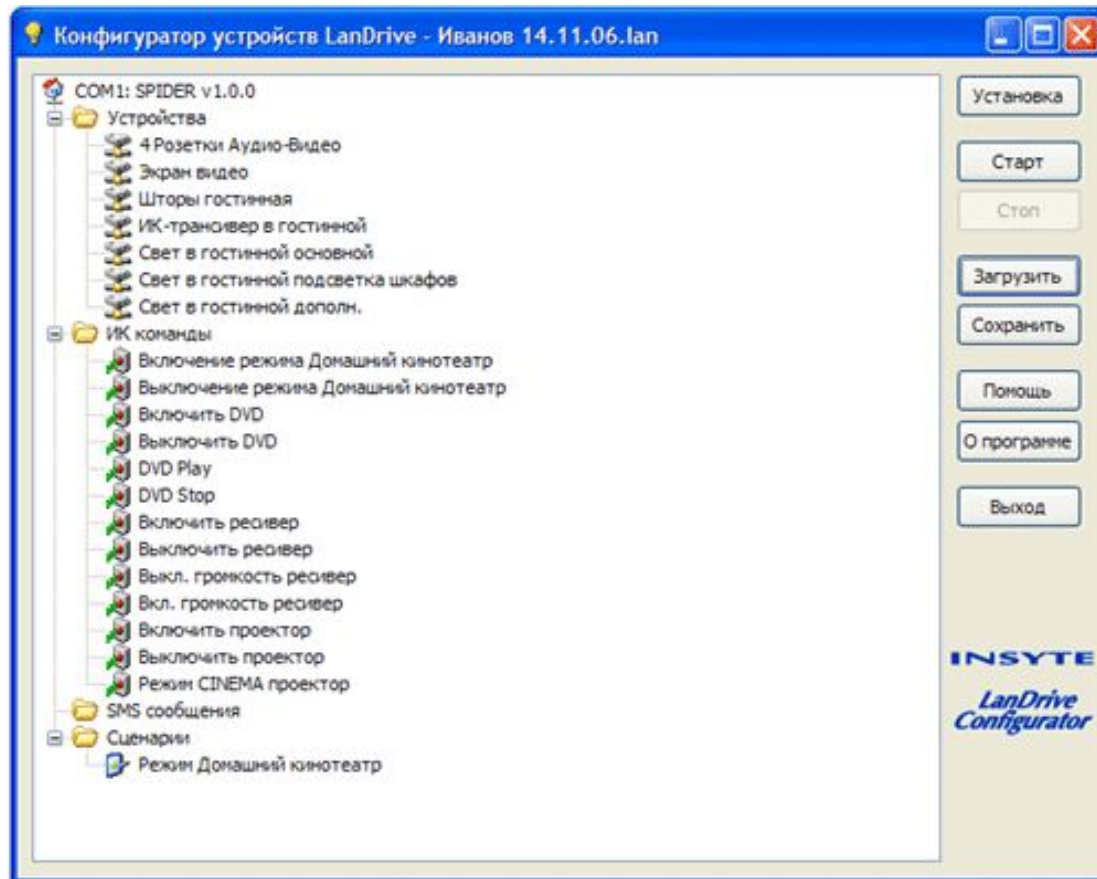 Конфигуратор устройств LanDrive - Иванов 14.11.06.lan
COM1: SPIDER v1.0.0
Устройства
4 Розетки Аудио-Видео
Экран видео
Шторы гостинная
ИК-трансивер в гостинной
Свет в гостинной основной
Свет в гостинной подсветка шкафов
Свет в гостинной дополн.
ИК команды
Включение режима Домашний кинотеатр
Выключение режима Домашний кинотеатр
Включить DVD
Выключить DVD
DVD Play
DVD Stop
Включить ресивер
Выключить ресивер
Выкл. громкость ресивер
Вкл. громкость ресивер
Включить проектор
Выключить проектор
Режим CINEMA проектор
SMS сообщения
Сценарии
Режим Домашний кинотеатр
Установка
Старт
Стоп
Загрузить
Сохранить
Помощь
О программе
Выход
INSYTE
LanDrive
Configurator